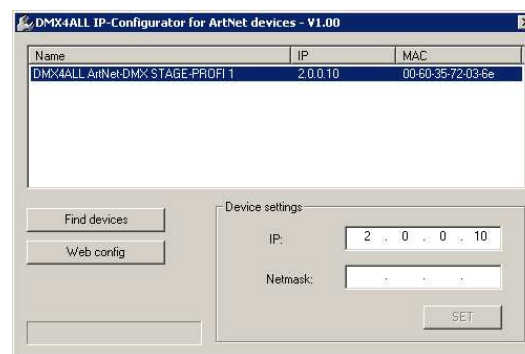 DMX4ALL IP-Configurator for ArtNet devices - V1.00
Name IP MAC
DMX4ALL ArtNet-DMX STAGE-PROFI 1 2.0.0.10 00-60-35-72-03-6e
Find devices
Web config
Device settings
IP: 2 . 0 . 0 . 10
Netmask: . . .
SET